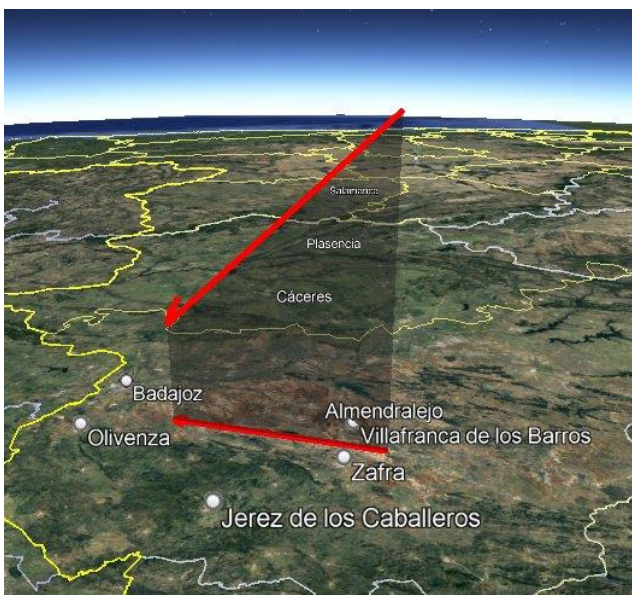 Salamanca
Plasencia
Cáceres
Badajoz
Almendralejo
Olivenza
Villafranca de los Barros
Zafra
Jerez de los Caballeros